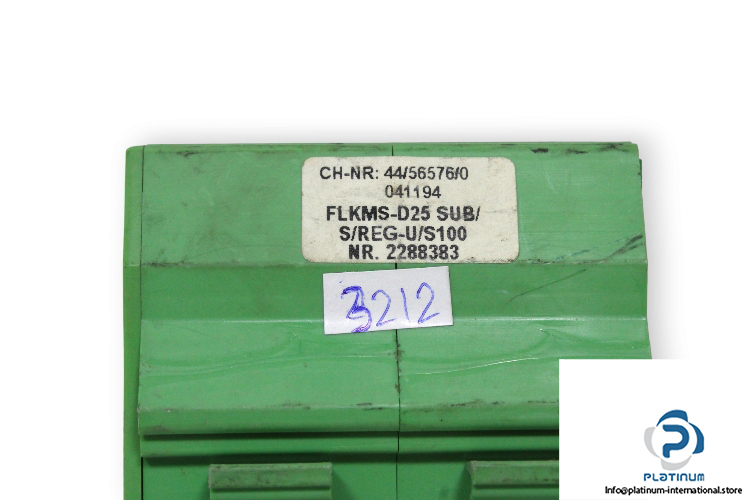 CH-NR: 44/56576/0
041194
FLKMS-D25 SUB/
S/REG-U/S100
NR. 2288383
3212
PLATINUM
Info@platinum-international.store